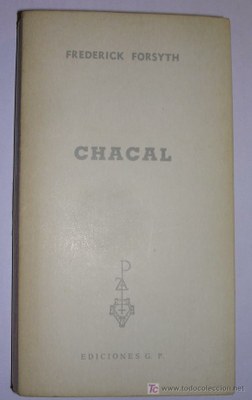 FREDERICK FORSYTH
CHACAL
EDICIONES G. P.
www.todocoleccion.net